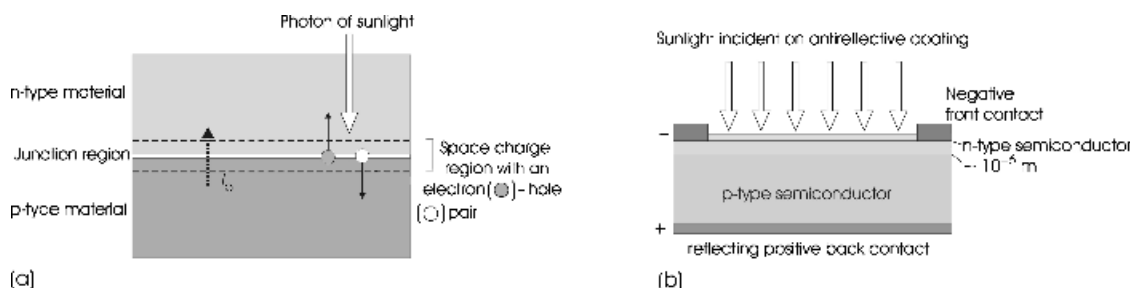 Photon of sunlight
n-type material
Junction region
p-type material
Space charge
region with an
electron(●)-hole
(○) pair
(a)
Sunlight incident on antireflective coating
Negative
front contact
−
n-type semiconductor
p-type semiconductor
+
reflecting positive back contact
(b)